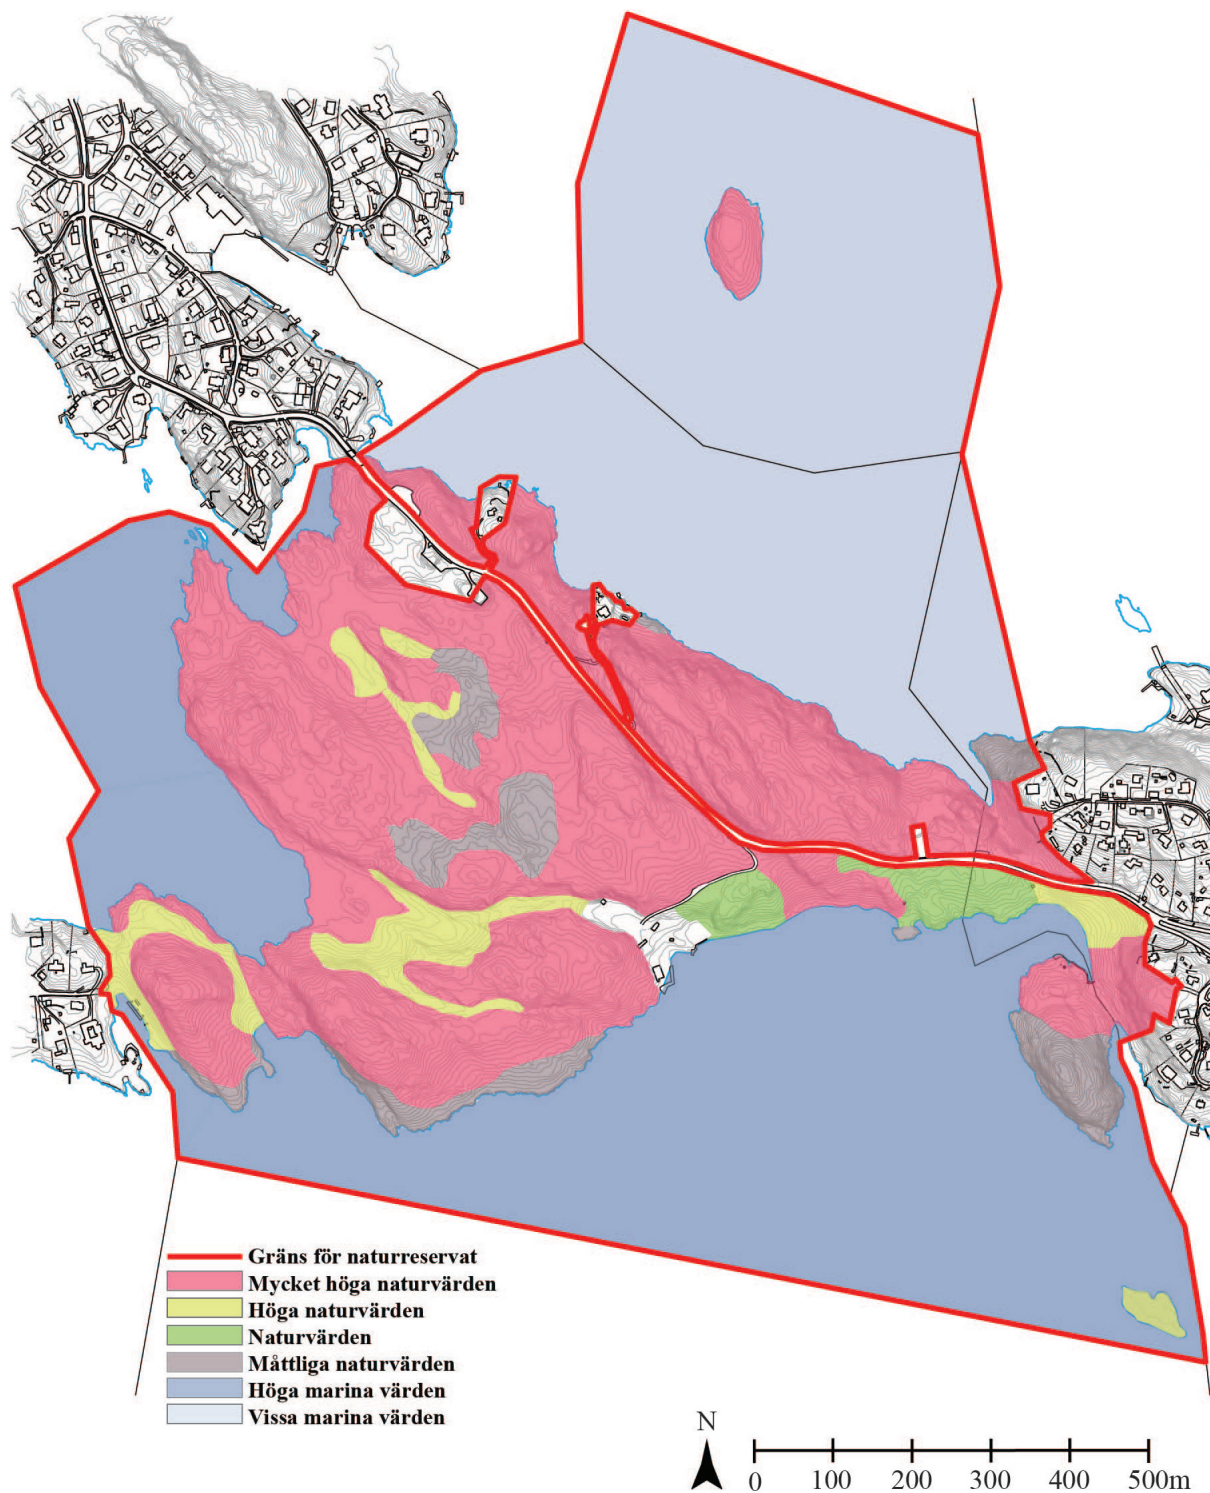 Gräns för naturreservat
Mycket höga naturvärden
Höga naturvärden
Naturvärden
Måttliga naturvärden
Höga marina värden
Vissa marina värden
N
0 100 200 300 400 500m